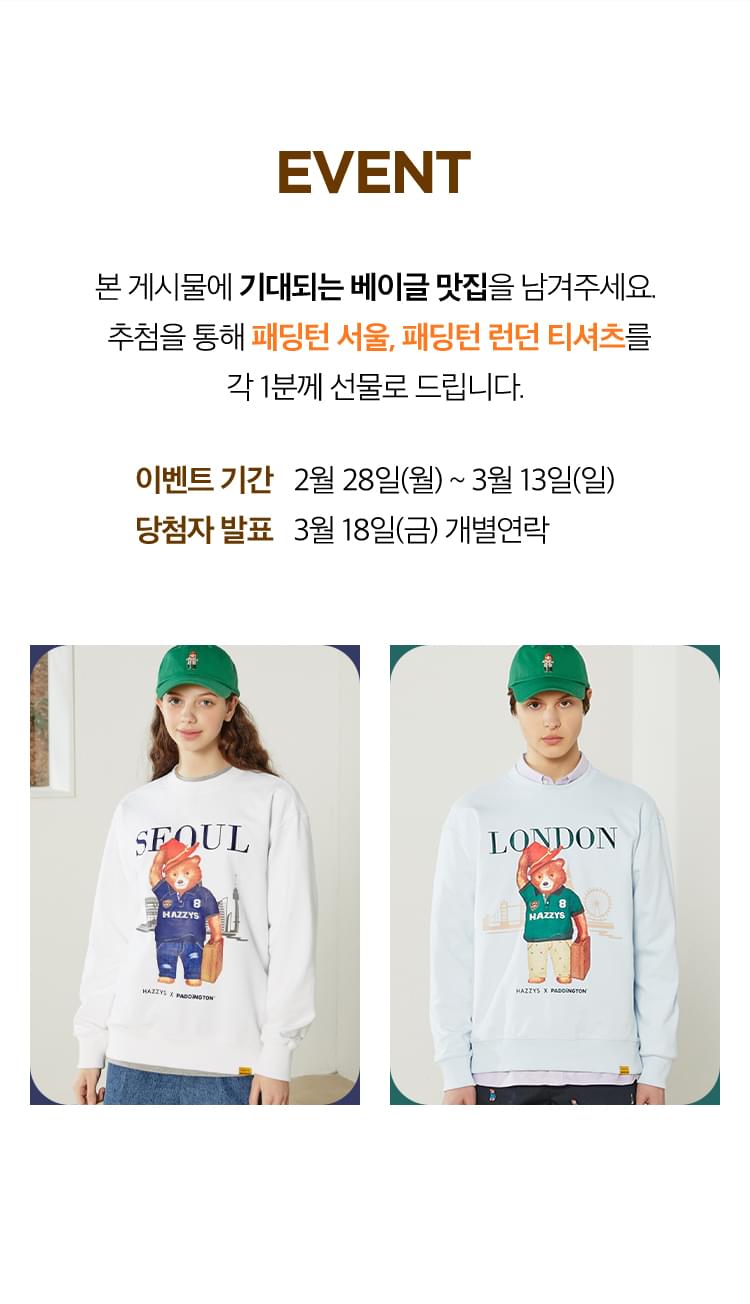 EVENT
본 게시물에 기대되는 베이글 맛집을 남겨주세요.
추첨을 통해 패딩턴 서울, 패딩턴 런던 티셔츠를
각 1분께 선물로 드립니다.
이벤트 기간 2월 28일(월) ~ 3월 13일(일)
당첨자 발표 3월 18일(금) 개별연락
SEOUL
8
HAZZYS
HAZZYS X PADDINGTON
LONDON
8
HAZZYS
HAZZYS X PADDINGTON